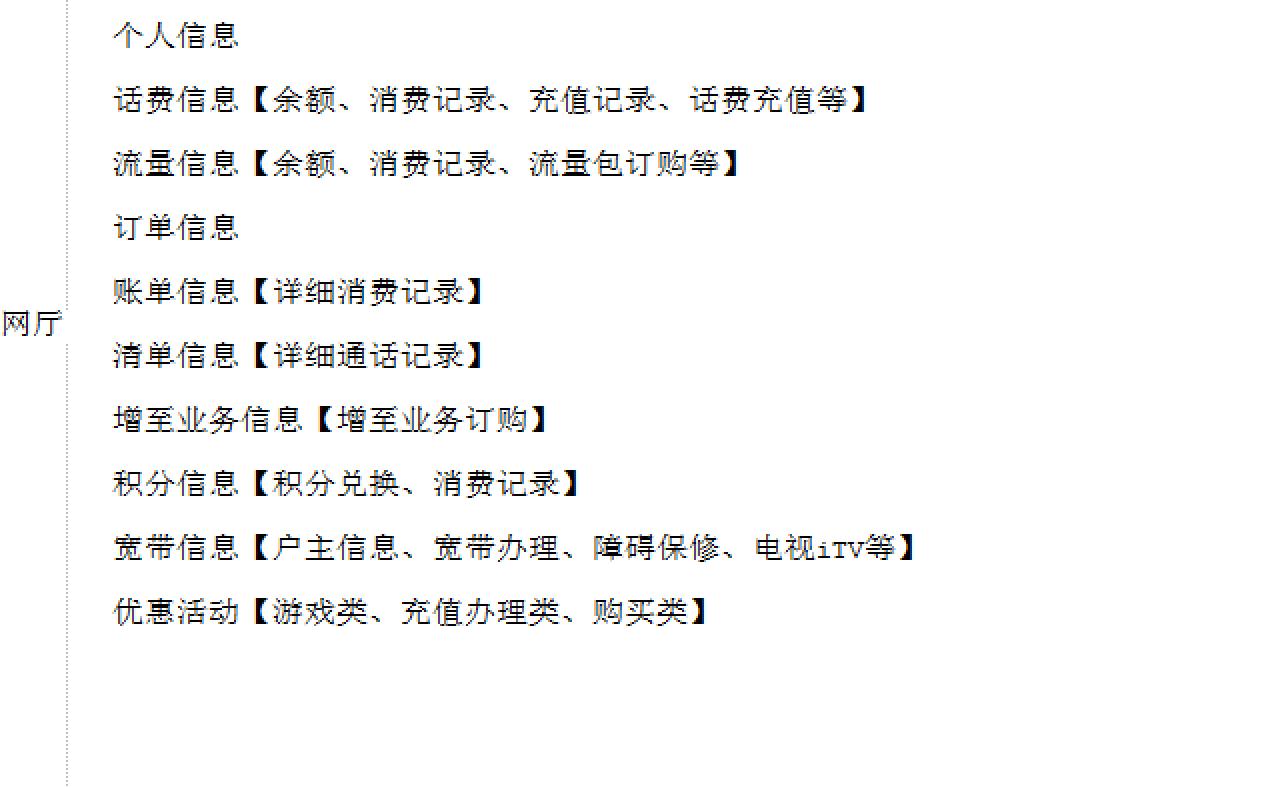 个人信息
话费信息【余额、消费记录、充值记录、话费充值等】
流量信息【余额、消费记录、流量包订购等】
订单信息
账单信息【详细消费记录】
网厅
清单信息【详细通话记录】
增至业务信息【增至业务订购】
积分信息【积分兑换、消费记录】
宽带信息【户主信息、宽带办理、障碍保修、电视iTV等】
优惠活动【游戏类、充值办理类、购买类】